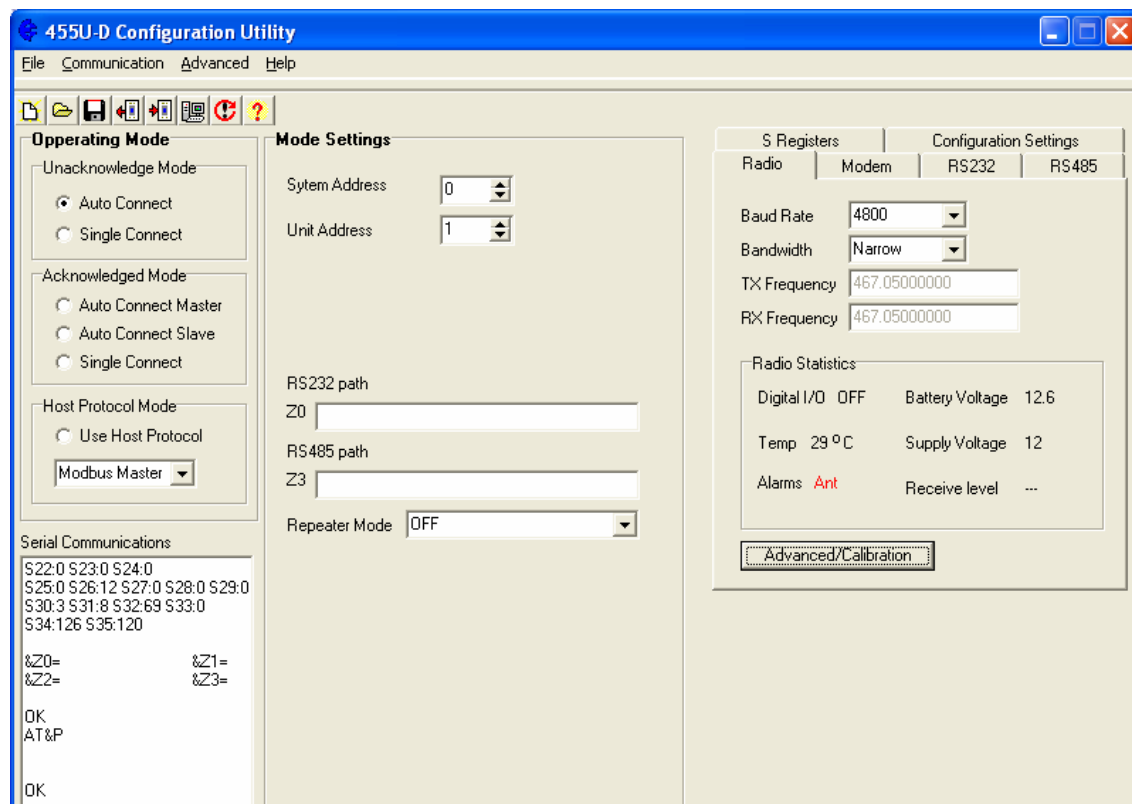 455U-D Configuration Utility
File Communication Advanced Help
Opperating Mode
Unacknowledge Mode
Auto Connect
Single Connect
Acknowledged Mode
Auto Connect Master
Auto Connect Slave
Single Connect
Host Protocol Mode
Use Host Protocol
Modbus Master
Serial Communications
S22:0 S23:0 S24:0
S25:0 S26:12 S27:0 S28:0 S29:0
S30:3 S31:8 S32:69 S33:0
S34:126 S35:120
&Z0= &Z1=
&Z2= &Z3=
OK
AT&P
OK
Mode Settings
Sytem Address 0
Unit Address 1
RS232 path
Z0
RS485 path
Z3
Repeater Mode OFF
S Registers Configuration Settings
Radio Modem RS232 RS485
Baud Rate 4800
Bandwidth Narrow
TX Frequency 467.05000000
RX Frequency 467.05000000
Radio Statistics
Digital I/O OFF Battery Voltage 12.6
Temp 29 ºC Supply Voltage 12
Alarms Ant Receive level ---
Advanced/Calibration